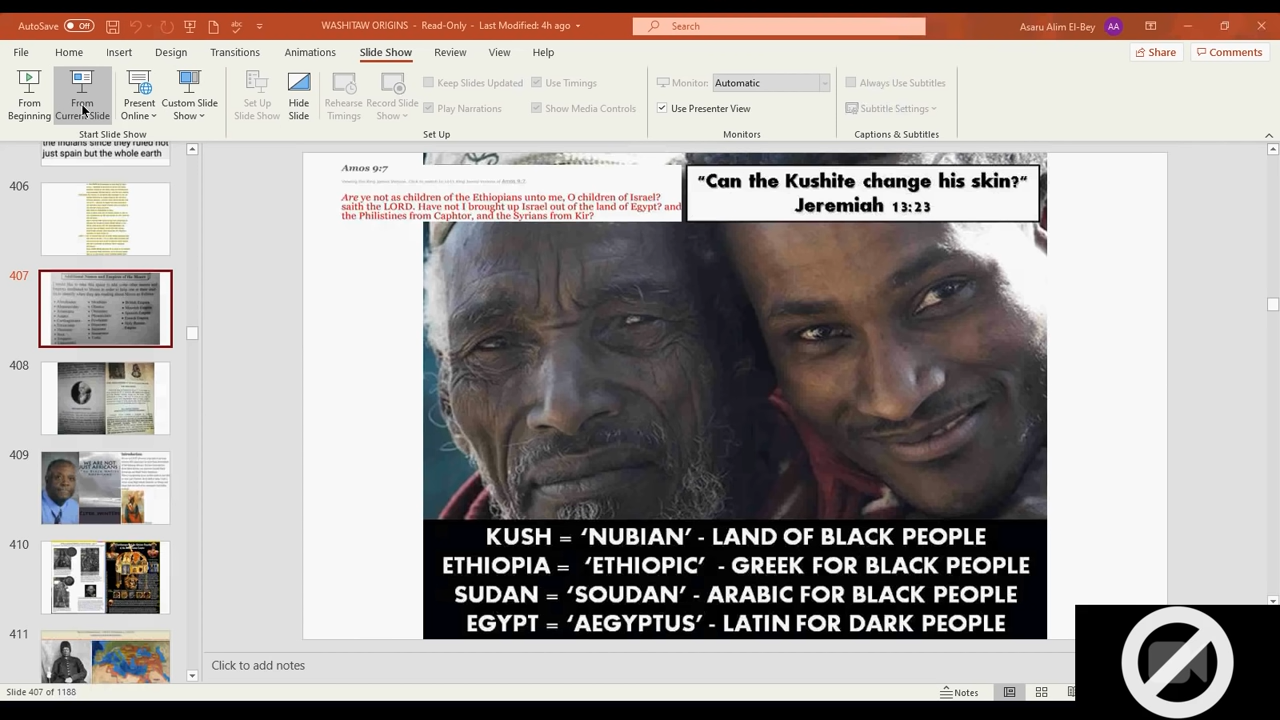 AutoSave Off
WASHITAW ORIGINS - Read-Only - Last Modified: 4h ago
Search
Asaru Alim El-Bey
AA
File Home Insert Design Transitions Animations Slide Show Review View Help
Share Comments
From Beginning
From Current Slide
Present Online
Custom Slide Show
Set Up Slide Show
Hide Slide
Rehearse Timings
Record Slide Show
Keep Slides Updated
Play Narrations
Use Timings
Show Media Controls
Monitor: Automatic
Use Presenter View
Always Use Subtitles
Subtitle Settings
Start Slide Show
Set Up
Monitors
Captions & Subtitles
the Indians since they ruled not
just spain but the whole earth
406
407
408
409
410
411
Amos 9:7
Are ye not as children of the Ethiopians unto me, O children of Israel?
saith the LORD. Have not I brought up Israel out of the land of Egypt? and
the Philistines from Caphtor, and the Syrians from Kir?
"Can the Kushite change his skin?"
Jeremiah 13:23
KUSH = ‘NUBIAN’ - LAND OF BLACK PEOPLE
ETHIOPIA = ‘ETHIOPIC’ - GREEK FOR BLACK PEOPLE
SUDAN = ‘SOUDAN’ - ARABIC FOR BLACK PEOPLE
EGYPT = ‘AEGYPTUS’ - LATIN FOR DARK PEOPLE
Click to add notes
Slide 407 of 1188
Notes